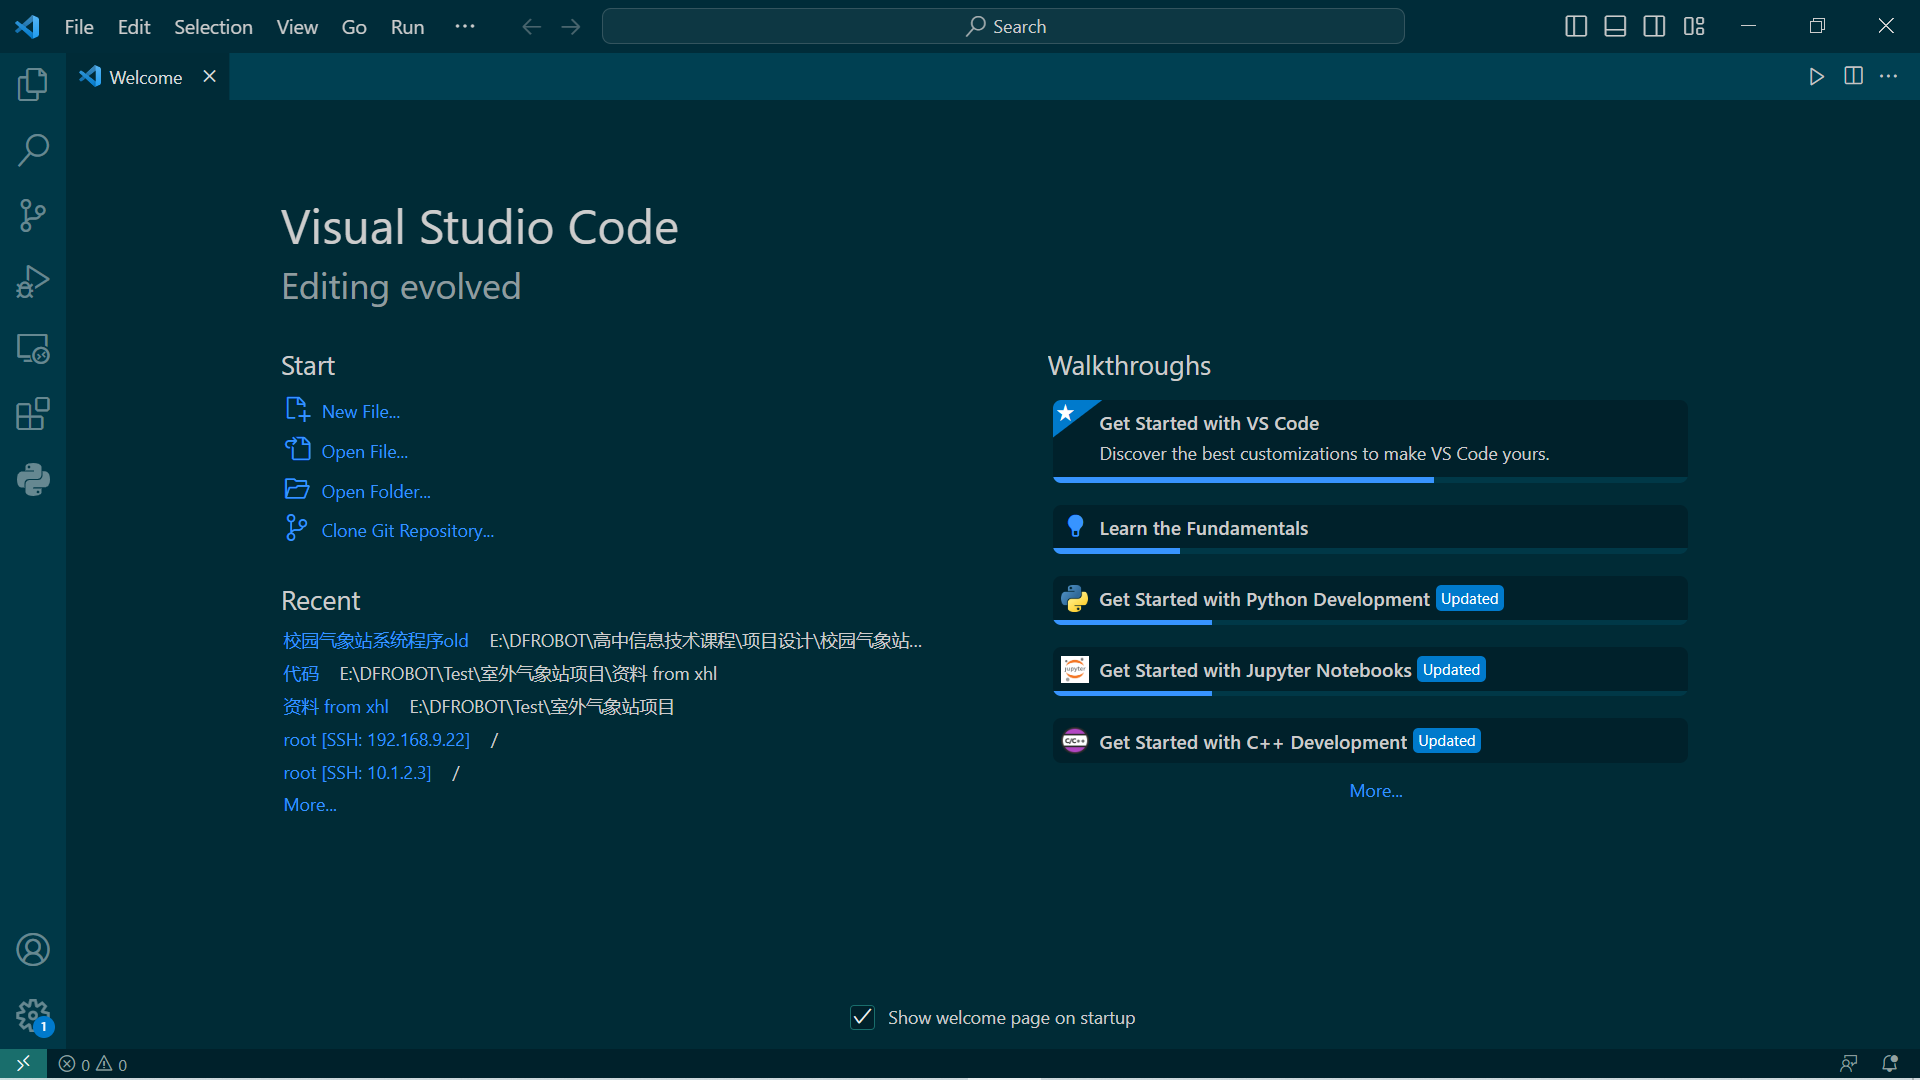 File Edit Selection View Go Run ··· Search
Welcome
Visual Studio Code
Editing evolved
Start
New File...
Open File...
Open Folder...
Clone Git Repository...
Recent
校园气象站系统程序old E:\DFROBOT\高中信息技术课程\项目设计\校园气象站...
代码 E:\DFROBOT\Test\室外气象站项目\资料 from xhl
资料 from xhl E:\DFROBOT\Test\室外气象站项目
root [SSH: 192.168.9.22] /
root [SSH: 10.1.2.3] /
More...
Walkthroughs
Get Started with VS Code
Discover the best customizations to make VS Code yours.
Learn the Fundamentals
Get Started with Python Development Updated
jupyter
Get Started with Jupyter Notebooks Updated
C/C++
Get Started with C++ Development Updated
More...
Show welcome page on startup
1
0 0